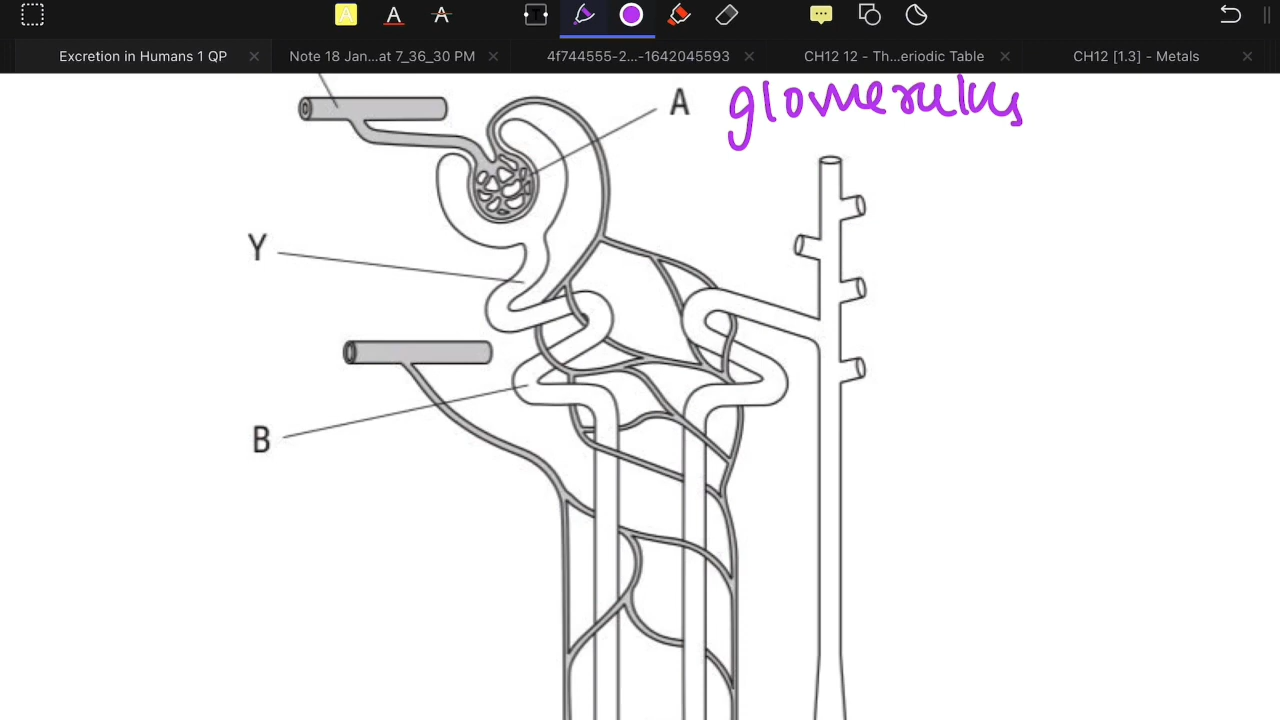 A
A
T
Excretion in Humans 1 QP
Note 18 Jan...at 7_36_30 PM
4f744555-2...-1642045593
CH12 12 - Th...eriodic Table
CH12 [1.3] - Metals
A glomerulus
Y
B